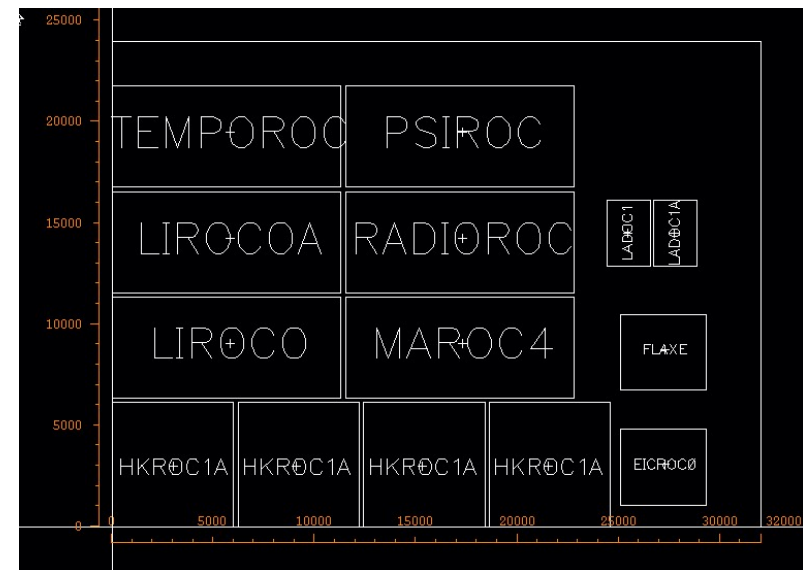 25000
20000
TEMPOROC PSIROC
15000
LIROCOA RADIOROC LADOC1 LADOC1A
10000
LIROCO MAROC4 FLAXE
5000
HKROC1A HKROC1A HKROC1A HKROC1A EICROC0
0
0 5000 10000 15000 20000 25000 30000 32000